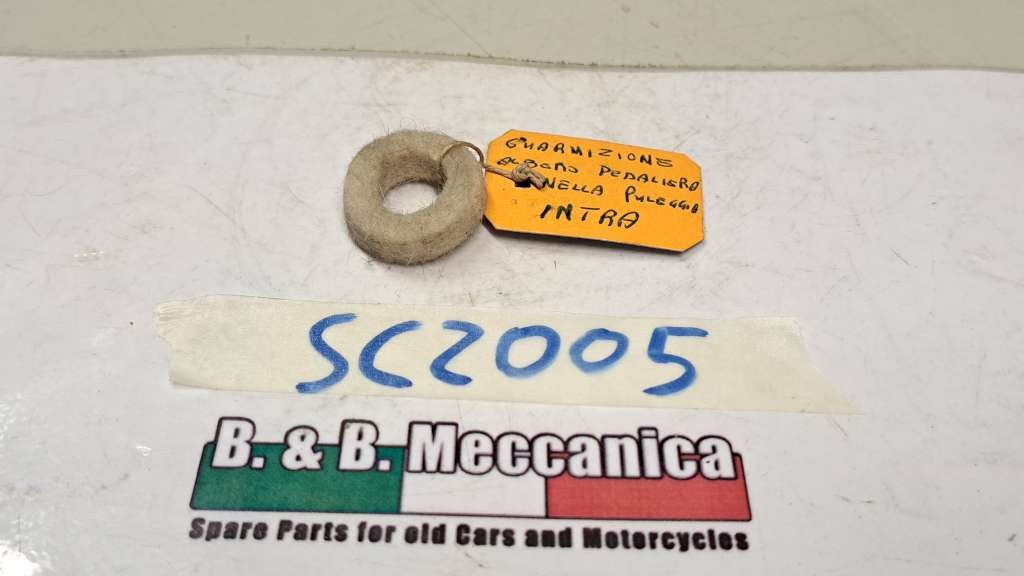 GUARNIZIONE
ALBERO PEDALIERA
NELLA PULEGGIA
INTRA
SC2005
B. & B. Meccanica
Spare Parts for old Cars and Motorcycles